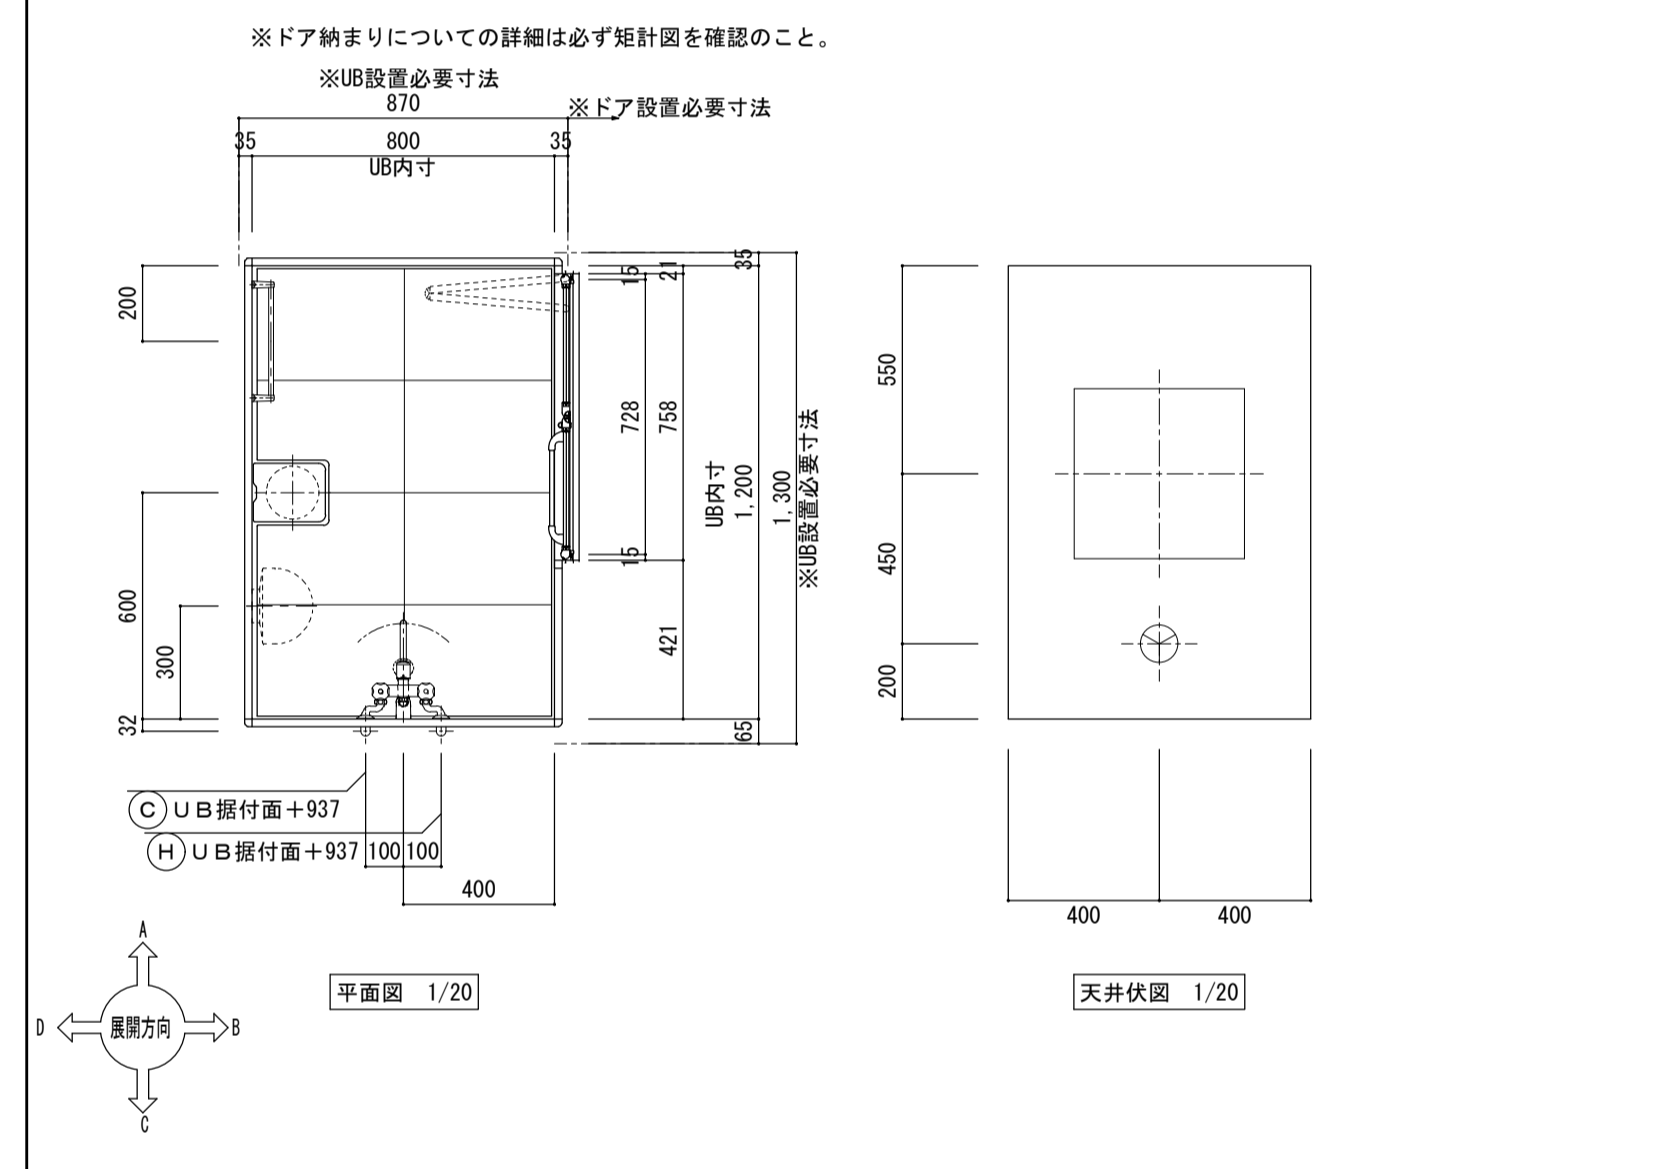 ※ドア納まりについての詳細は必ず矩計図を確認のこと。
※UB設置必要寸法
870
※ドア設置必要寸法
35
800
35
UB内寸
200
600
300
32
15
21
35
728
758
UB内寸
1,200
1,300
※UB設置必要寸法
15
421
65
C UB据付面+937
H UB据付面+937
100
100
400
550
450
200
400
400
A
D
展開方向
B
C
平面図 1/20
天井伏図 1/20